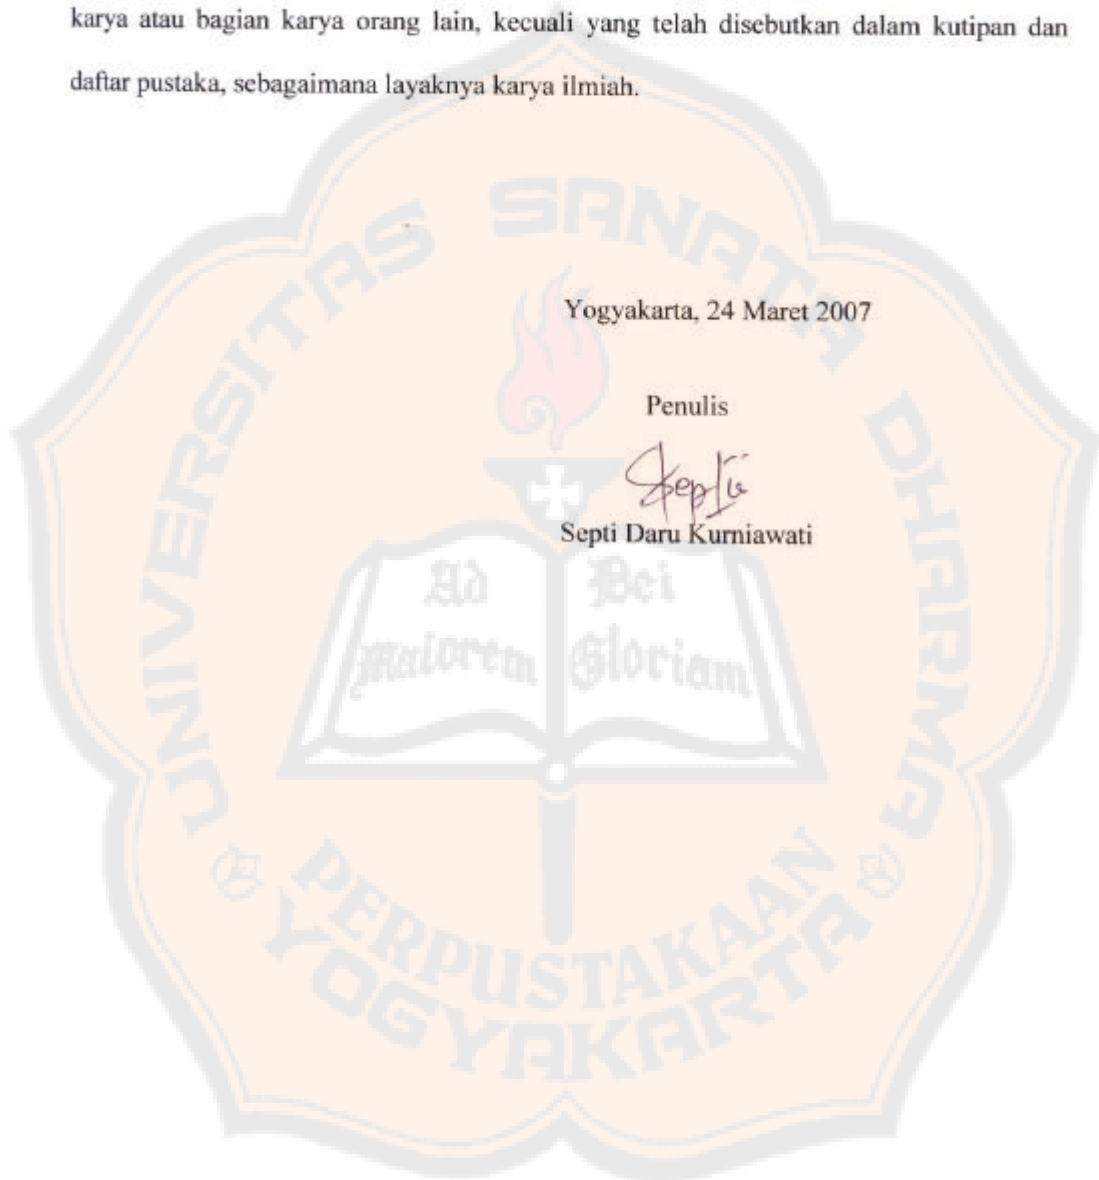 karya atau bagian karya orang lain, kecuali yang telah disebutkan dalam kutipan dan
daftar pustaka, sebagaimana layaknya karya ilmiah.
UNIVERSITAS SANATA DHARMA
Yogyakarta, 24 Maret 2007
Penulis
Septi
Septi Daru Kurniawati
Ad Dei
maiorem Gloriam
PERPUSTAKAAN
YOGYAKARTA